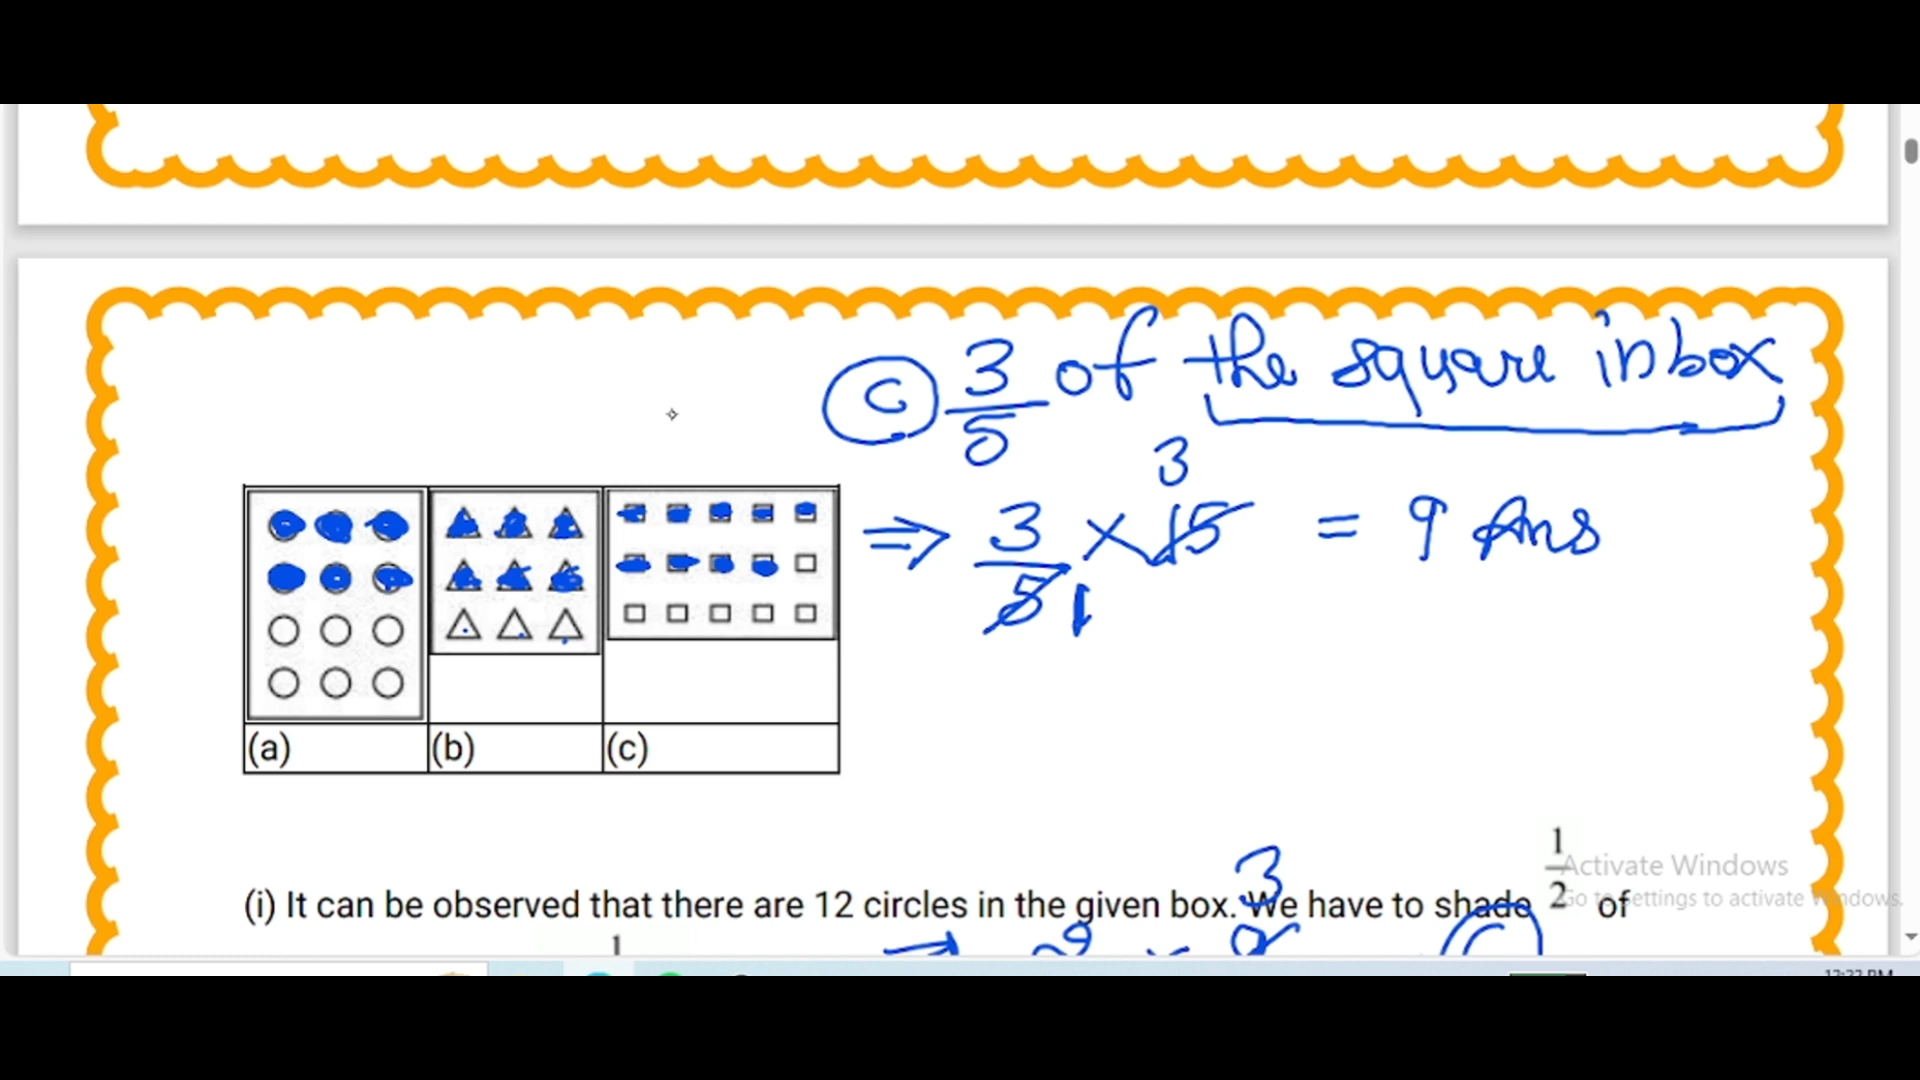 © 3/5 of the square in box
3
⇒ 3/5 × 15 = 9 Ans
1
(a) (b) (c)
3
(i) It can be observed that there are 12 circles in the given box. We have to shade 1/2 of
Activate Windows
Go to Settings to activate Windows.
1